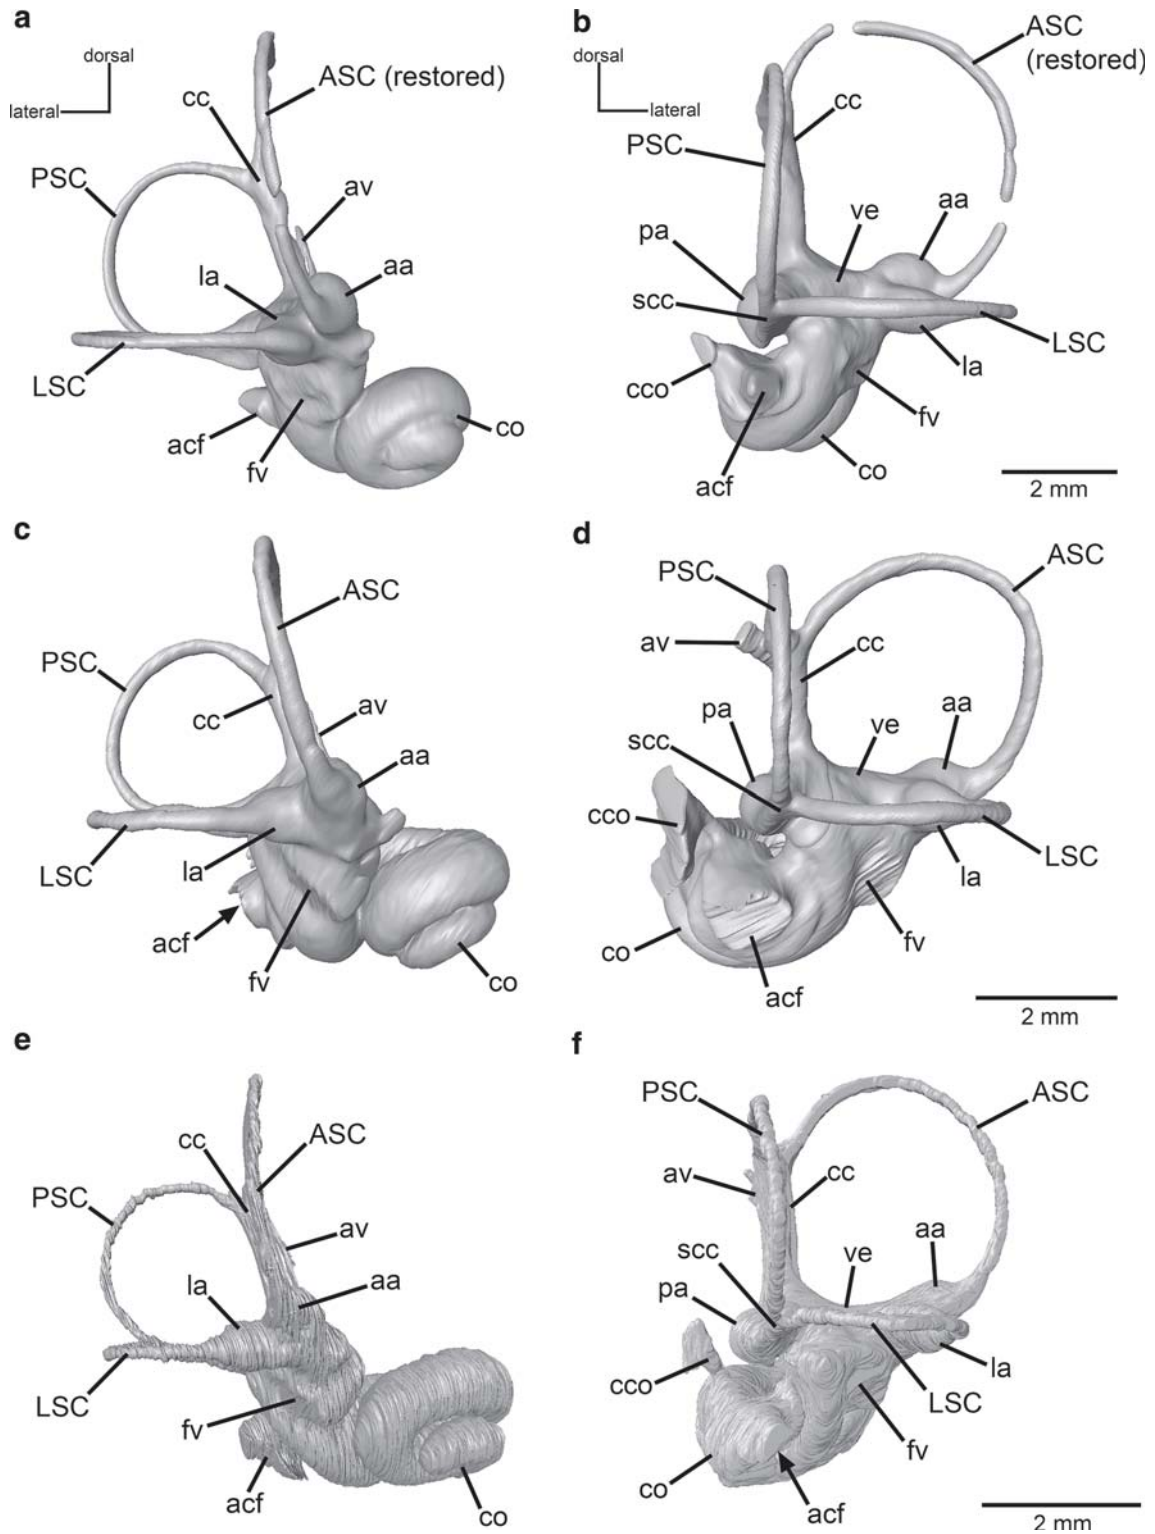 a
dorsal
lateral
ASC (restored)
cc
PSC
av
la
aa
LSC
acf
fv
co
b
dorsal
lateral
ASC
(restored)
cc
PSC
ve
aa
pa
scc
LSC
la
cco
fv
co
acf
2 mm
c
ASC
PSC
cc
av
aa
LSC
la
acf
fv
co
d
PSC
ASC
av
cc
pa
ve
aa
scc
cco
LSC
la
co
fv
acf
2 mm
e
cc
ASC
PSC
av
la
aa
LSC
fv
acf
co
f
PSC
ASC
av
cc
scc
ve
aa
pa
la
cco
LSC
fv
co
acf
2 mm